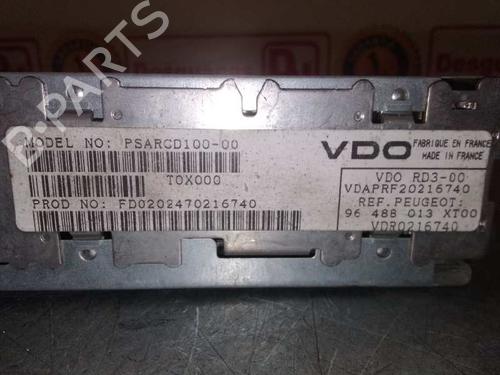 MODEL NO: PSARCD100-00
T0X000
PROD NO: FD0202470216740
VDO
FABRIQUE EN FRANCE
MADE IN FRANCE
VDO RD3-00
VDAPRF20216740
REF. PEUGEOT:
96 488 013 XT00
VDR0216740
B-PARTS